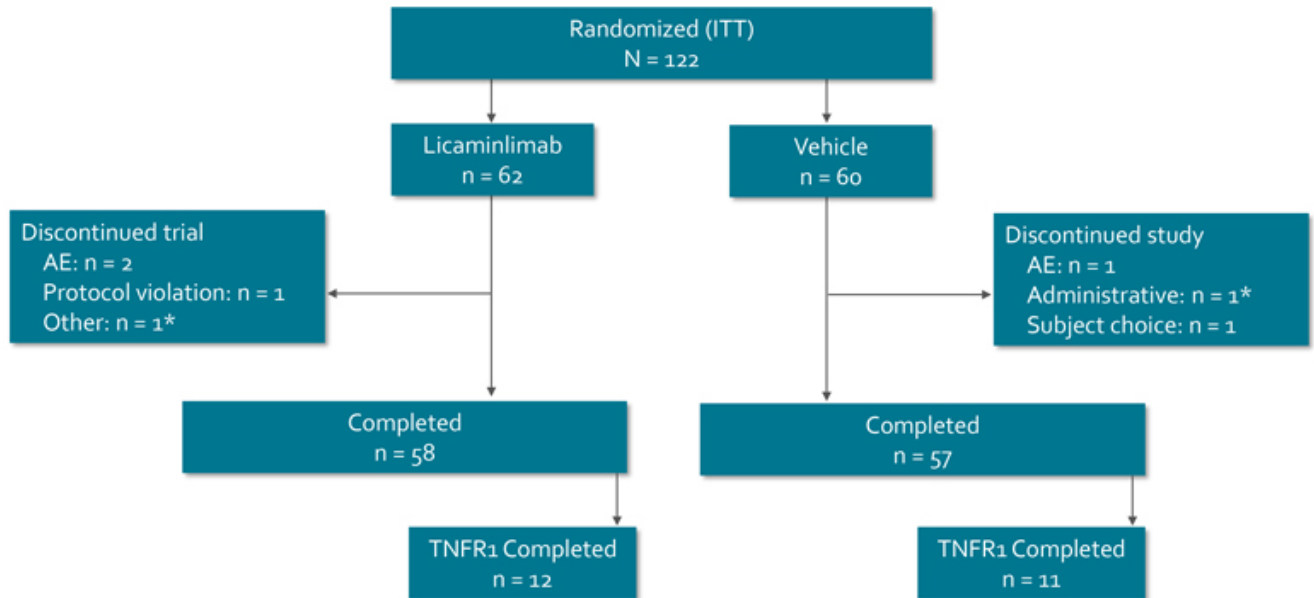 Randomized (ITT)
N = 122
Licaminlimab
n = 62
Vehicle
n = 60
Discontinued trial
AE: n = 2
Protocol violation: n = 1
Other: n = 1*
Discontinued study
AE: n = 1
Administrative: n = 1*
Subject choice: n = 1
Completed
n = 58
Completed
n = 57
TNFR1 Completed
n = 12
TNFR1 Completed
n = 11